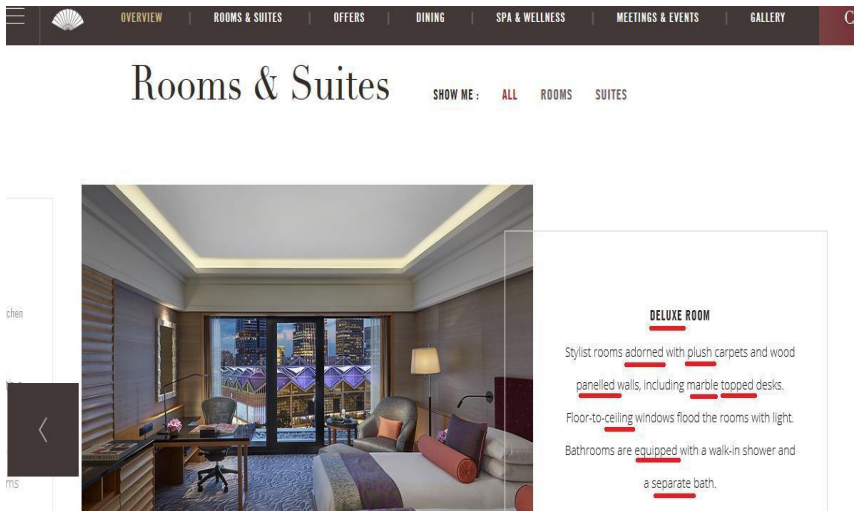 OVERVIEW | ROOMS & SUITES | OFFERS | DINING | SPA & WELLNESS | MEETINGS & EVENTS | GALLERY
Rooms & Suites SHOW ME : ALL ROOMS SUITES
DELUXE ROOM
Stylist rooms adorned with plush carpets and wood
panelled walls, including marble topped desks.
Floor-to-ceiling windows flood the rooms with light.
Bathrooms are equipped with a walk-in shower and
a separate bath.